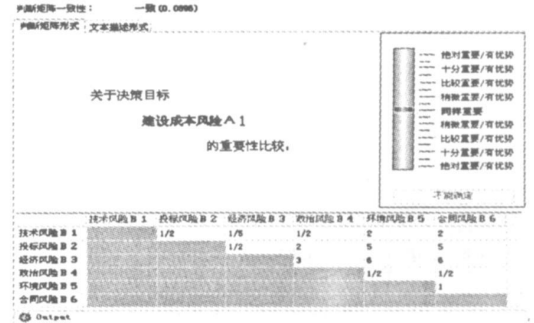 判断矩阵一致性： 一致(0.0898)
判断矩阵形式 文本描述形式
关于决策目标
建设成本风险A 1
的重要性比较，
绝对重要/有优势
十分重要/有优势
比较重要/有优势
稍微重要/有优势
同样重要
稍微重要/有优势
比较重要/有优势
十分重要/有优势
绝对重要/有优势
不能确定
技术风险B 1 投标风险B 2 经济风险B 3 政治风险B 4 环境风险B 5 合同风险B 6
技术风险B 1 1/2 1/5 1/2 2 2
投标风险B 2 1/2 2 5 5
经济风险B 3 3 6 6
政治风险B 4 1/2 1/2
环境风险B 5 1
合同风险B 6
Output